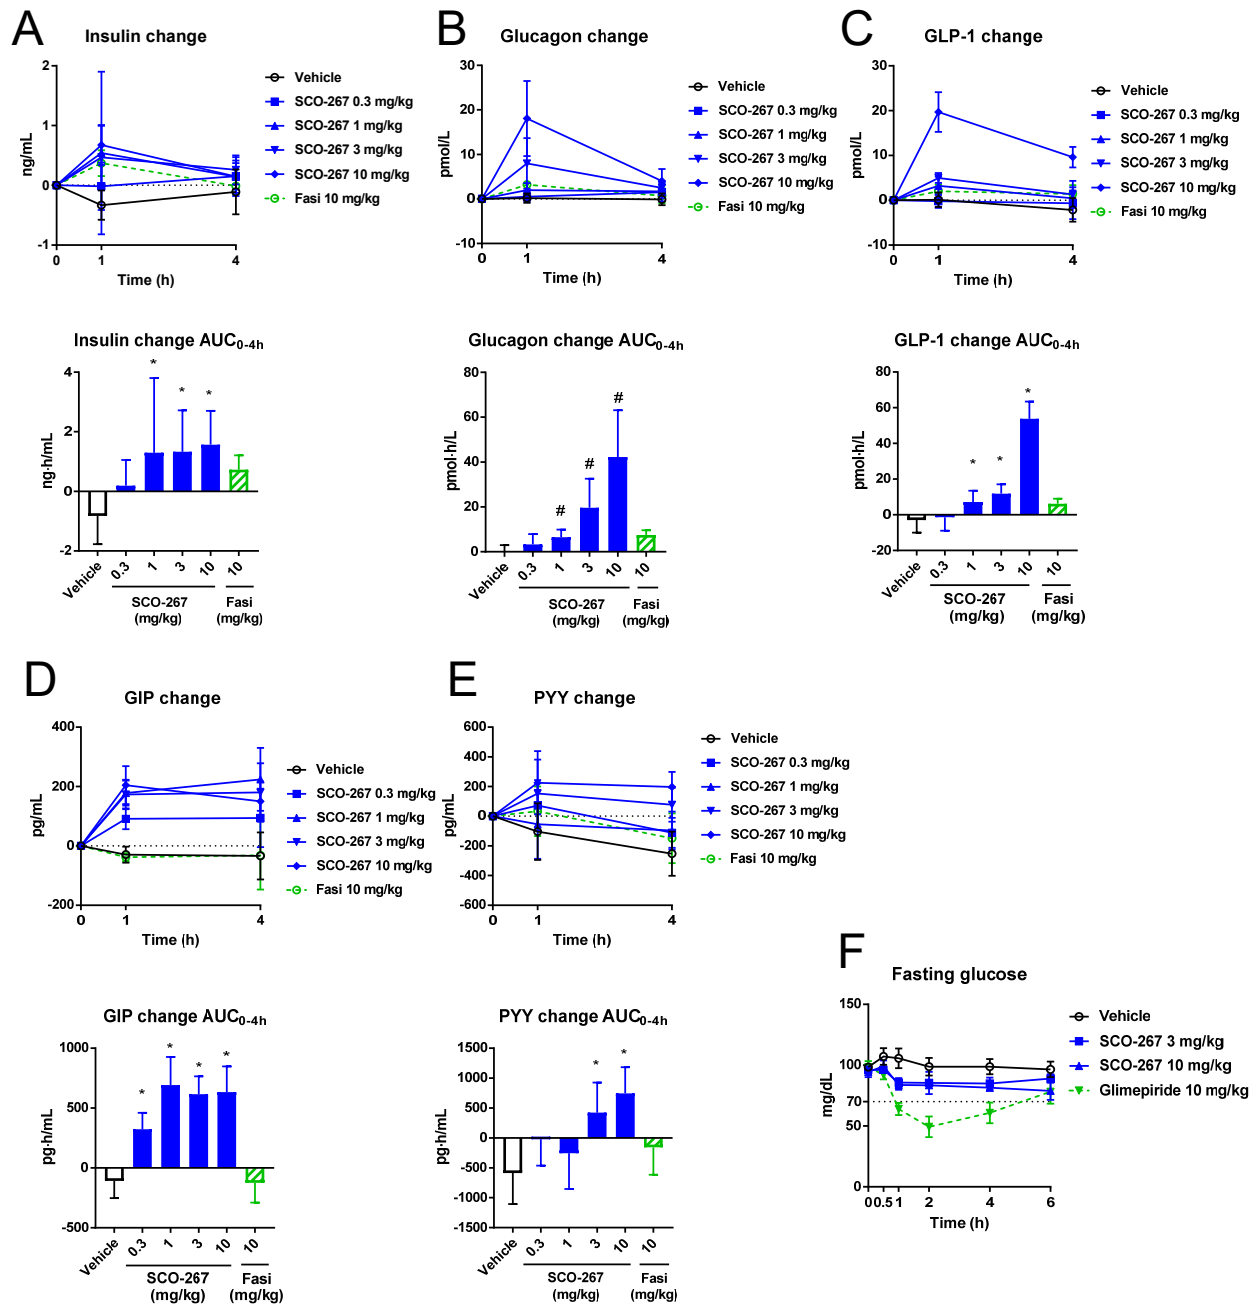 A
Insulin change
2
1
0
-1
ng/mL
0
1
4
Time (h)
Vehicle
SCO-267 0.3 mg/kg
SCO-267 1 mg/kg
SCO-267 3 mg/kg
SCO-267 10 mg/kg
Fasi 10 mg/kg
B
Glucagon change
30
20
10
0
-10
pmol/L
0
1
4
Time (h)
Vehicle
SCO-267 0.3 mg/kg
SCO-267 1 mg/kg
SCO-267 3 mg/kg
SCO-267 10 mg/kg
Fasi 10 mg/kg
C
GLP-1 change
30
20
10
0
-10
pmol/L
0
1
4
Time (h)
Vehicle
SCO-267 0.3 mg/kg
SCO-267 1 mg/kg
SCO-267 3 mg/kg
SCO-267 10 mg/kg
Fasi 10 mg/kg
Insulin change AUC0-4h
4
2
0
-2
ng·h/mL
* * *
Vehicle 0.3 1 3 10 10
SCO-267 Fasi
(mg/kg) (mg/kg)
Glucagon change AUC0-4h
80
60
40
20
0
pmol·h/L
# # #
Vehicle 0.3 1 3 10 10
SCO-267 Fasi
(mg/kg) (mg/kg)
GLP-1 change AUC0-4h
80
60
40
20
0
-20
pmol·h/L
* * *
Vehicle 0.3 1 3 10 10
SCO-267 Fasi
(mg/kg) (mg/kg)
D
GIP change
400
200
0
-200
pg/mL
0
1
4
Time (h)
Vehicle
SCO-267 0.3 mg/kg
SCO-267 1 mg/kg
SCO-267 3 mg/kg
SCO-267 10 mg/kg
Fasi 10 mg/kg
E
PYY change
600
400
200
0
-200
-400
-600
pg/mL
0
1
4
Time (h)
Vehicle
SCO-267 0.3 mg/kg
SCO-267 1 mg/kg
SCO-267 3 mg/kg
SCO-267 10 mg/kg
Fasi 10 mg/kg
GIP change AUC0-4h
1000
500
0
-500
pg·h/mL
* * * *
Vehicle 0.3 1 3 10 10
SCO-267 Fasi
(mg/kg) (mg/kg)
PYY change AUC0-4h
1500
1000
500
0
-500
-1000
-1500
pg·h/mL
* *
Vehicle 0.3 1 3 10 10
SCO-267 Fasi
(mg/kg) (mg/kg)
F
Fasting glucose
150
100
70
50
0
mg/dL
0 0.5 1 2 4 6
Time (h)
Vehicle
SCO-267 3 mg/kg
SCO-267 10 mg/kg
Glimepiride 10 mg/kg